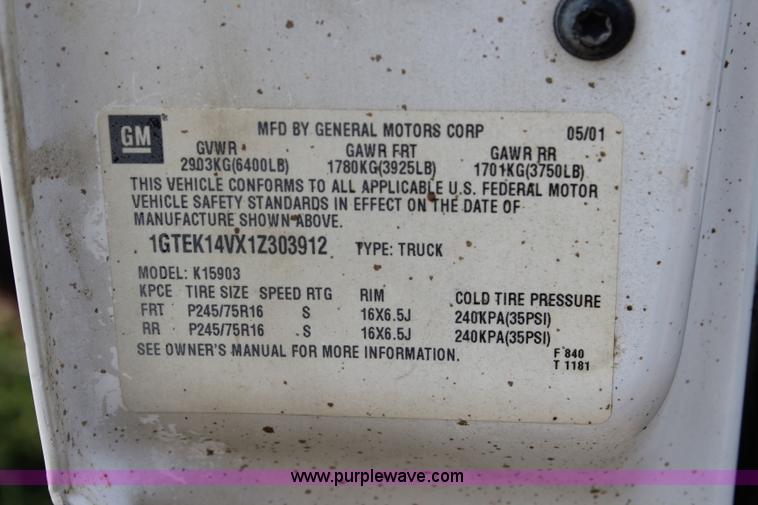 GM
MFD BY GENERAL MOTORS CORP 05/01
GVWR GAWR FRT GAWR RR
2903KG(6400LB) 1780KG(3925LB) 1701KG(3750LB)
THIS VEHICLE CONFORMS TO ALL APPLICABLE U.S. FEDERAL MOTOR
VEHICLE SAFETY STANDARDS IN EFFECT ON THE DATE OF
MANUFACTURE SHOWN ABOVE.
1GTEK14VX1Z303912 TYPE: TRUCK
MODEL: K15903
KPCE TIRE SIZE SPEED RTG RIM COLD TIRE PRESSURE
FRT P245/75R16 S 16X6.5J 240KPA(35PSI)
RR P245/75R16 S 16X6.5J 240KPA(35PSI)
SEE OWNER'S MANUAL FOR MORE INFORMATION.
F 840
T 1181
www.purplewave.com